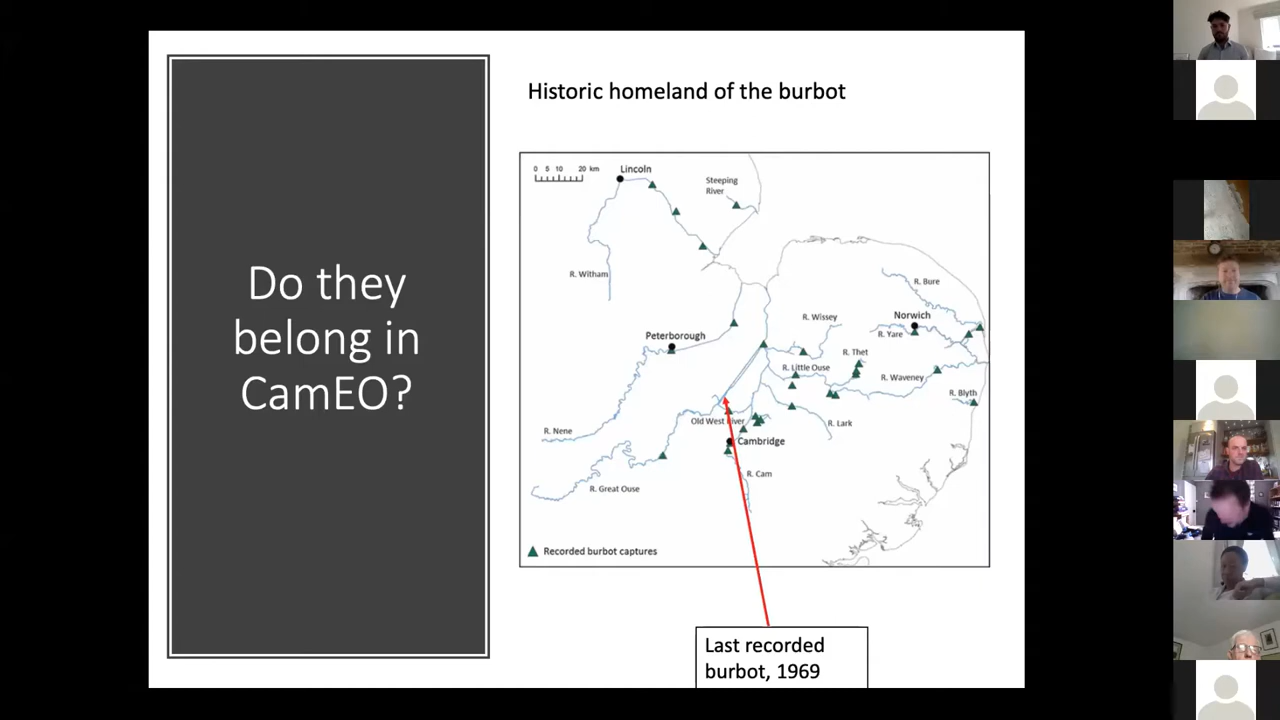 Do they
belong in
CamEO?
Historic homeland of the burbot
0 5 10 20 km
Lincoln
Steeping
River
R. Witham
R. Bure
R. Wissey
Norwich
R. Yare
Peterborough
R. Thet
R. Little Ouse
R. Waveney
R. Blyth
Old West River
R. Lark
R. Nene
Cambridge
R. Cam
R. Great Ouse
Recorded burbot captures
Last recorded
burbot, 1969